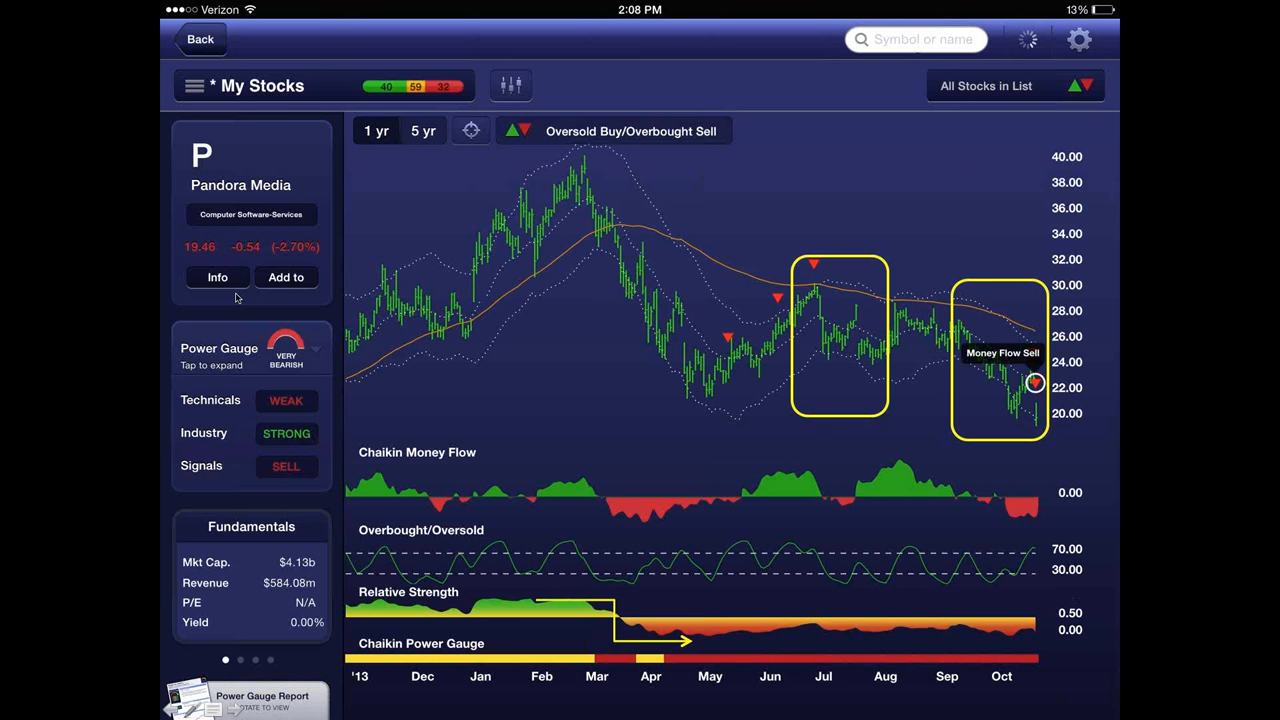 Verizon 2:08 PM 13%
Back Symbol or name
* My Stocks 40 59 32 All Stocks in List
1 yr 5 yr Oversold Buy/Overbought Sell
P
Pandora Media
Computer Software-Services
19.46 -0.54 (-2.70%)
Info Add to
Power Gauge
Tap to expand
VERY
BEARISH
Technicals WEAK
Industry STRONG
Signals SELL
Fundamentals
Mkt Cap. $4.13b
Revenue $584.08m
P/E N/A
Yield 0.00%
Power Gauge Report
OTATE TO VIEW
40.00
38.00
36.00
34.00
32.00
30.00
28.00
26.00
24.00
22.00
20.00
Money Flow Sell
Chaikin Money Flow
0.00
Overbought/Oversold
70.00
30.00
Relative Strength
0.50
0.00
Chaikin Power Gauge
'13 Dec Jan Feb Mar Apr May Jun Jul Aug Sep Oct